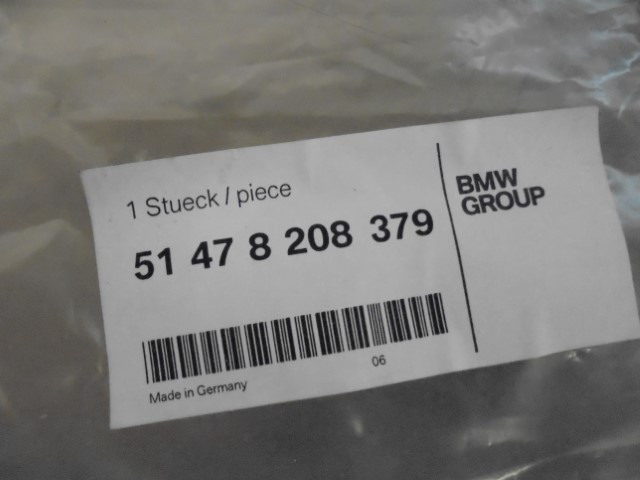 1 Stueck / piece
51 47 8 208 379
Made in Germany
06
BMW
GROUP